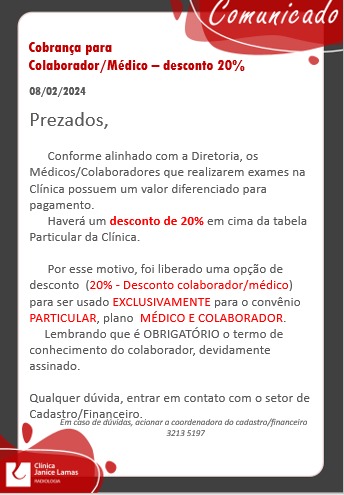 Comunicado
Cobrança para
Colaborador/Médico – desconto 20%
08/02/2024
Prezados,
Conforme alinhado com a Diretoria, os
Médicos/Colaboradores que realizarem exames na
Clínica possuem um valor diferenciado para
pagamento.
Haverá um desconto de 20% em cima da tabela
Particular da Clínica.
Por esse motivo, foi liberado uma opção de
desconto (20% - Desconto colaborador/médico)
para ser usado EXCLUSIVAMENTE para o convênio
PARTICULAR, plano MÉDICO E COLABORADOR.
Lembrando que é OBRIGATÓRIO o termo de
conhecimento do colaborador, devidamente
assinado.
Qualquer dúvida, entrar em contato com o setor de
Cadastro/Financeiro.
Em caso de dúvidas, acionar a coordenadora do cadastro/financeiro
3213 5197
Clínica
Janice Lamas
RADIOLOGIA